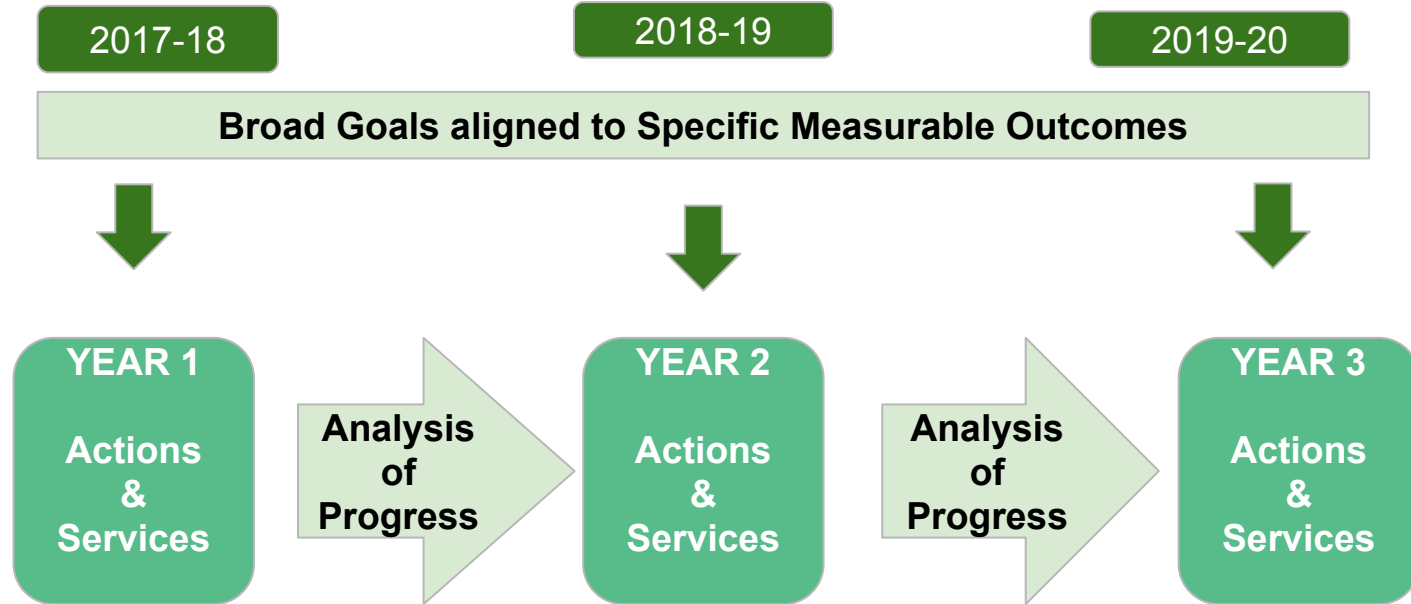 2017-18
2018-19
2019-20
Broad Goals aligned to Specific Measurable Outcomes
YEAR 1
Actions
&
Services
Analysis
of
Progress
YEAR 2
Actions
&
Services
Analysis
of
Progress
YEAR 3
Actions
&
Services